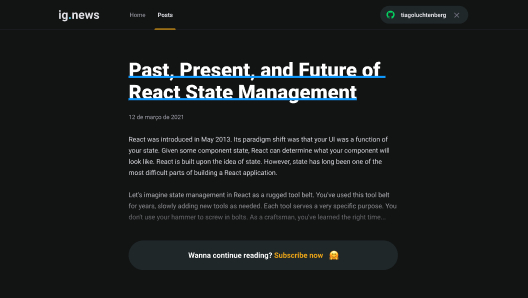 ig.news
Home
Posts
tiagoluchtenberg
Past, Present, and Future of
React State Management
12 de março de 2021
React was introduced in May 2013. Its paradigm shift was that your UI was a function of
your state. Given some component state, React can determine what your component will
look like. React is built upon the idea of state. However, state has long been one of the
most difficult parts of building a React application.
Let's imagine state management in React as a rugged tool belt. You've used this tool belt
for years, slowly adding new tools as needed. Each tool serves a very specific purpose. You
don't use your hammer to screw in bolts. As a craftsman, you've learned the right time...
Wanna continue reading? Subscribe now 🤗